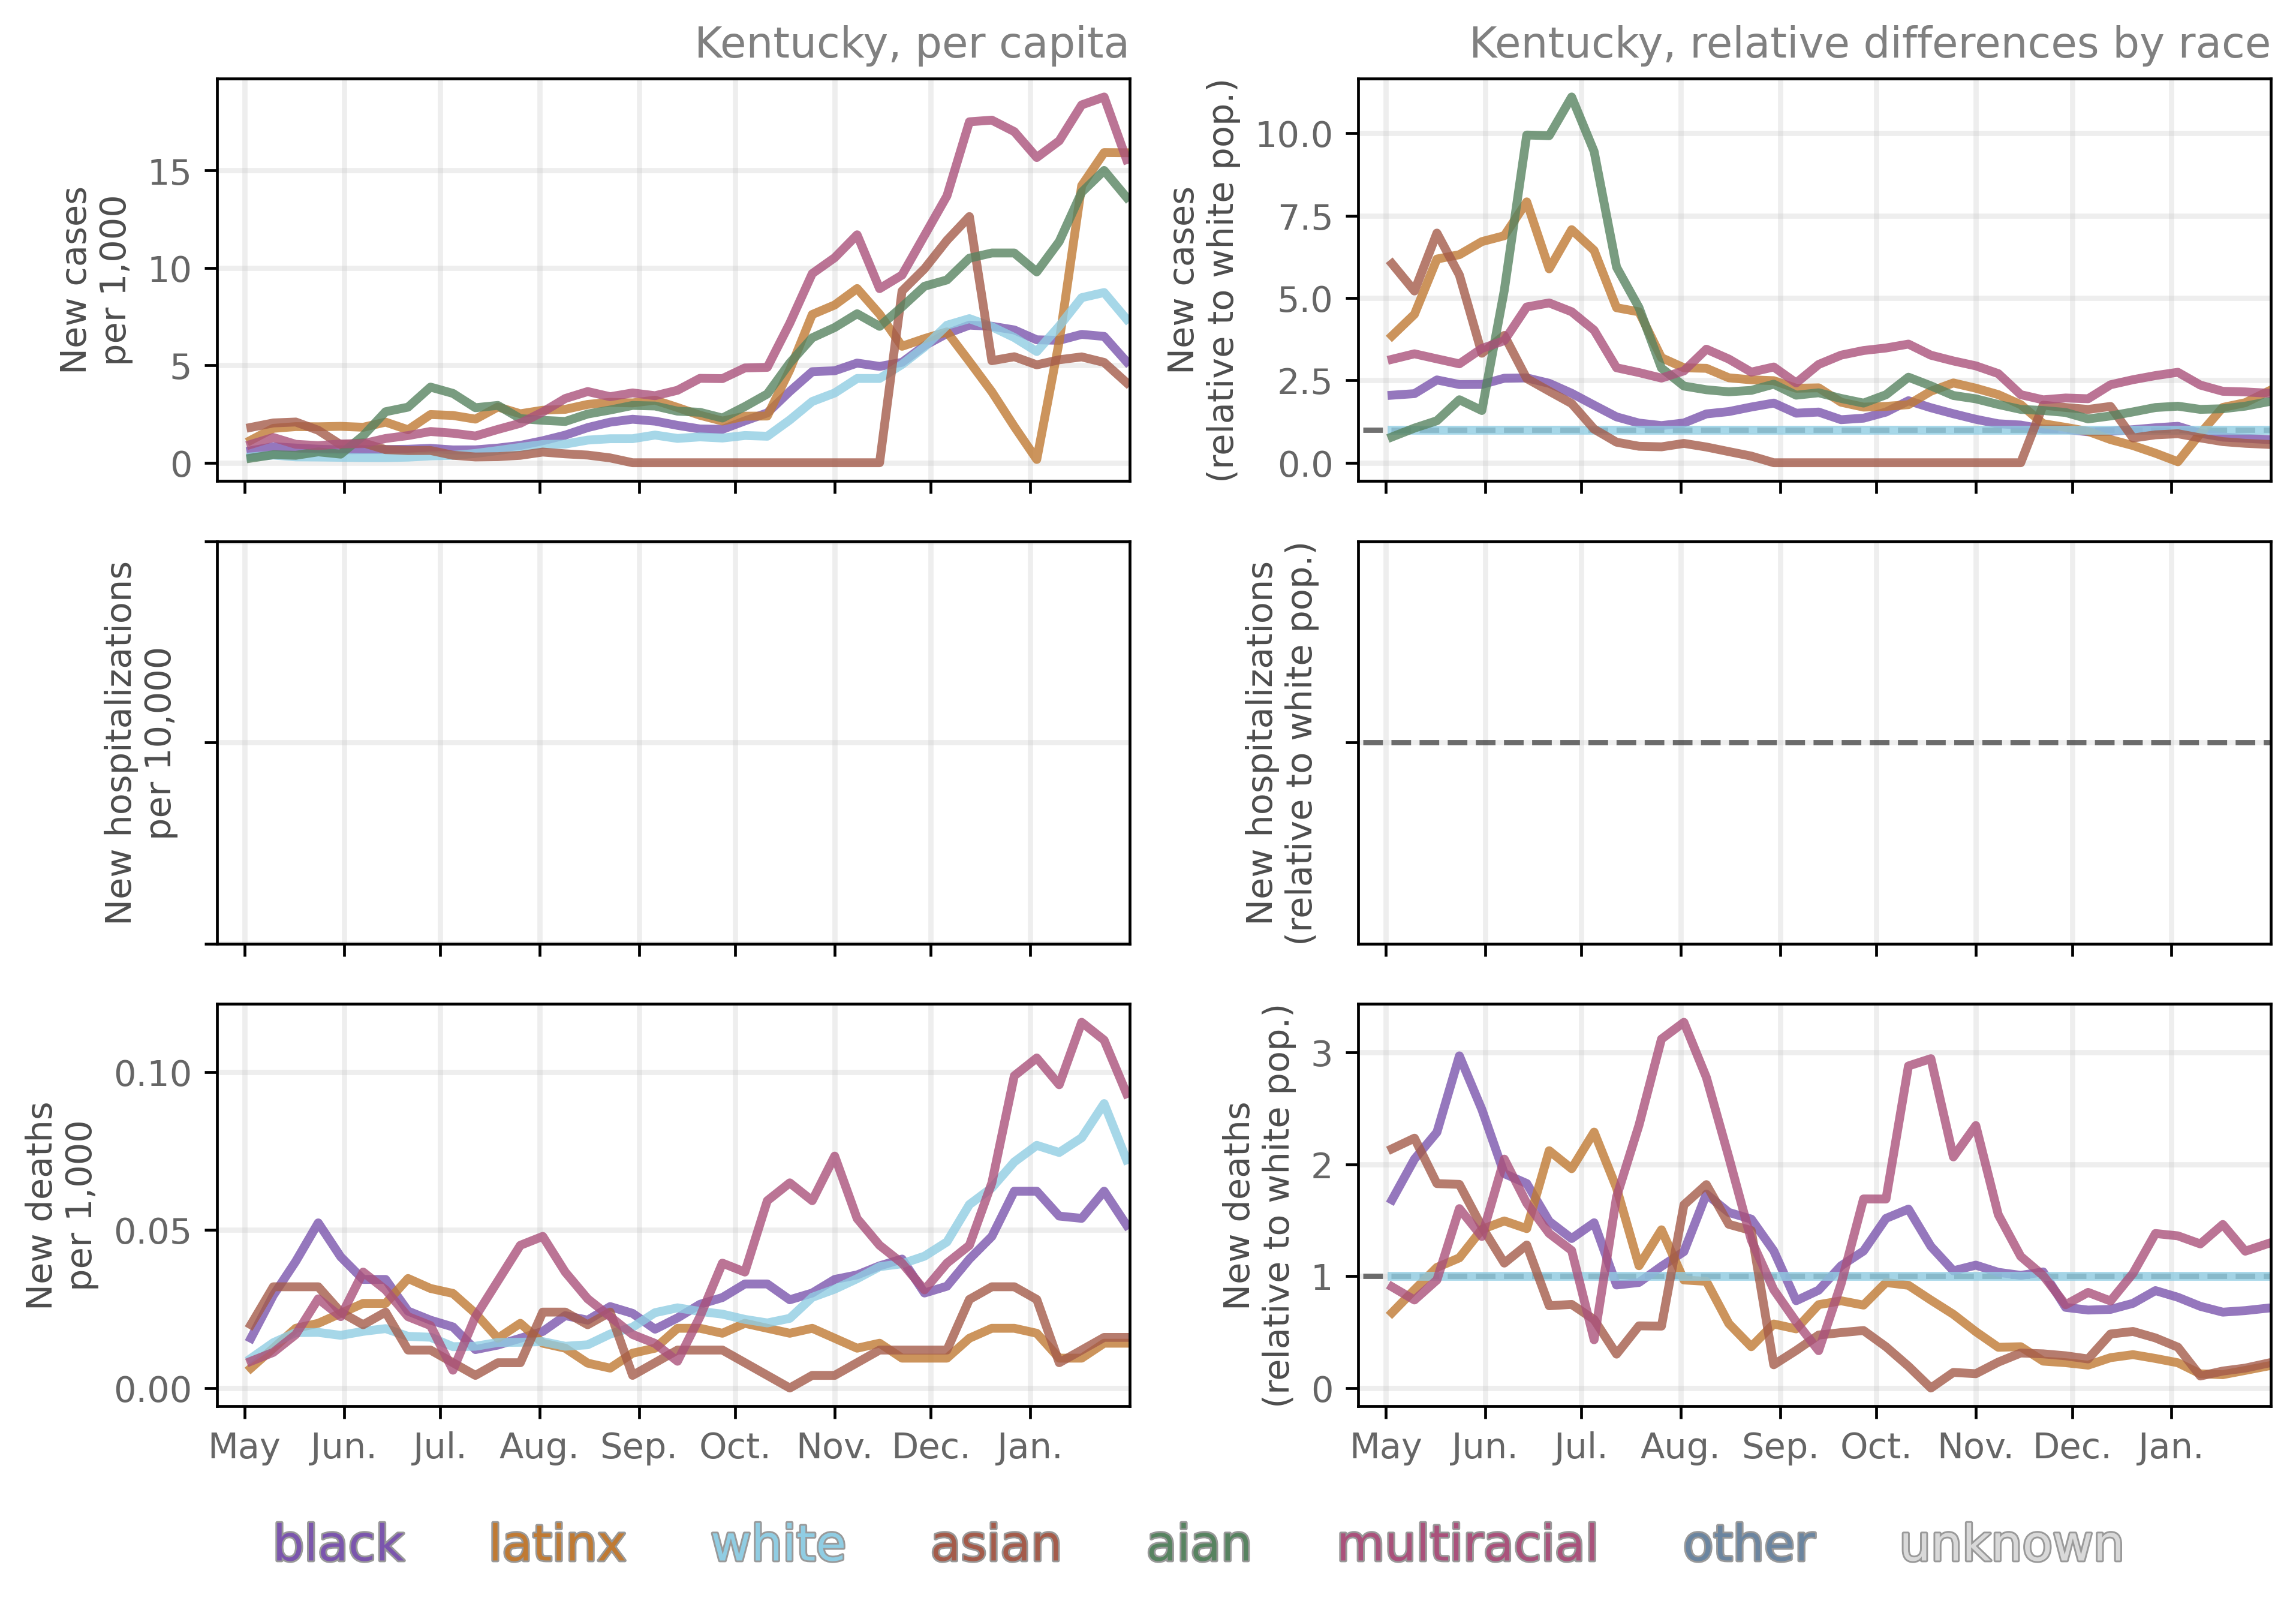 Kentucky, per capita
Kentucky, relative differences by race
New cases
per 1,000
15
10
5
0
New cases
(relative to white pop.)
10.0
7.5
5.0
2.5
0.0
New hospitalizations
per 10,000
New hospitalizations
(relative to white pop.)
New deaths
per 1,000
0.10
0.05
0.00
May Jun. Jul. Aug. Sep. Oct. Nov. Dec. Jan.
New deaths
(relative to white pop.)
3
2
1
0
May Jun. Jul. Aug. Sep. Oct. Nov. Dec. Jan.
black latinx white asian aian multiracial other unknown